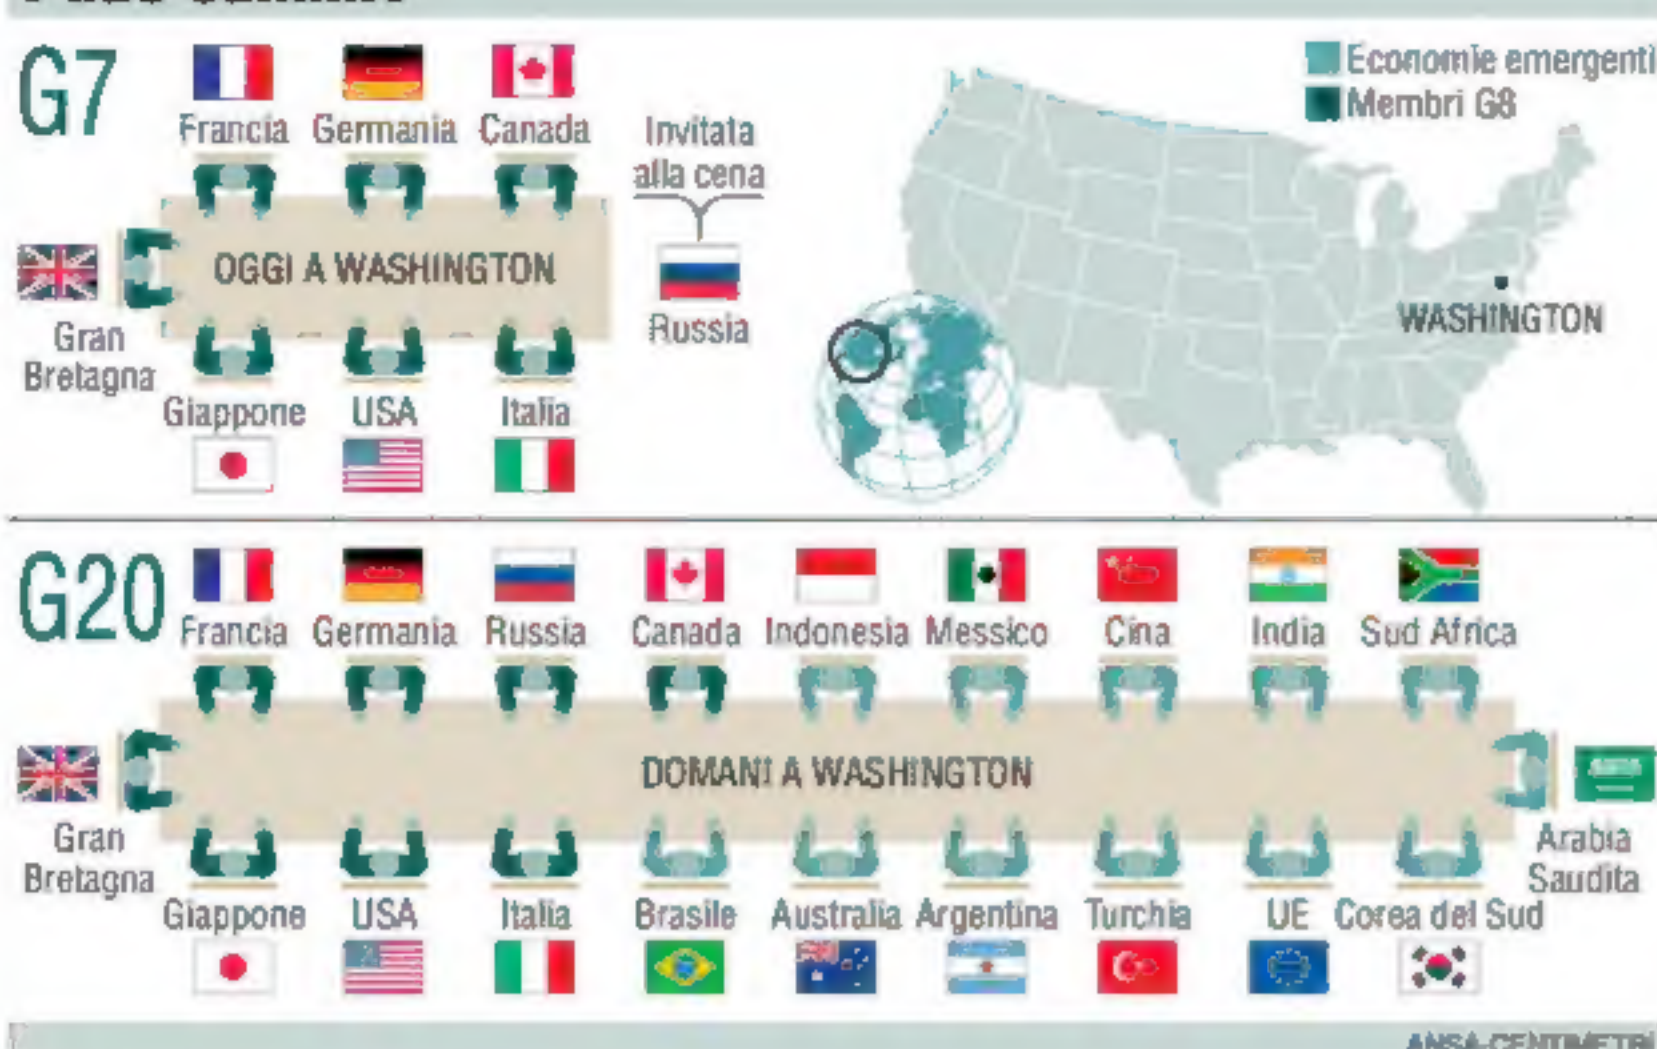 G7
Francia Germania Canada
Invitata
alla cena
Economie emergenti
Membri G8
OGGI A WASHINGTON
Gran
Bretagna
Russia
WASHINGTON
Giappone USA Italia
G20
Francia Germania Russia Canada Indonesia Messico Cina India Sud Africa
DOMANI A WASHINGTON
Gran
Bretagna
Arabia
Saudita
Giappone USA Italia Brasile Australia Argentina Turchia UE Corea del Sud
ANSA-CENTIMETRI